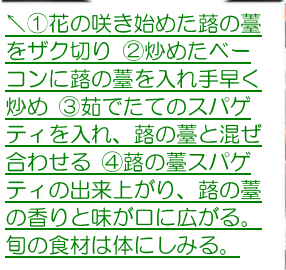 ＼①花の咲き始めた蕗の薹
をザク切り ②炒めたベー
コンに蕗の薹を入れ手早く
炒め ③茹でたてのスパゲ
ティを入れ、蕗の薹と混ぜ
合わせる ④蕗の薹スパゲ
ティの出来上がり、蕗の薹
の香りと味が口に広がる。
旬の食材は体にしみる。